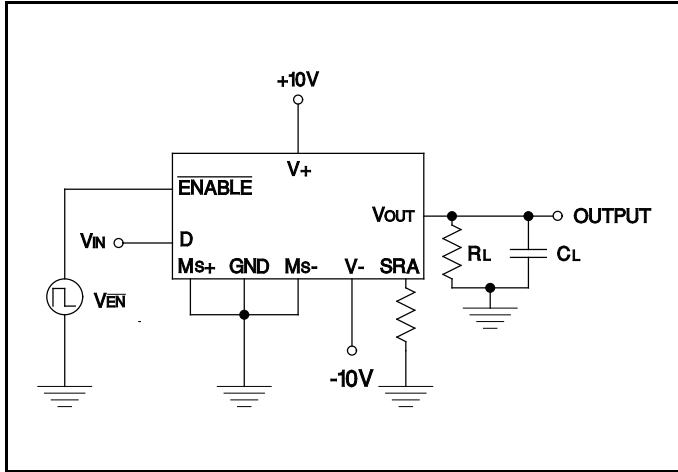 +10V
V+
ENABLE
VOUT
OUTPUT
VIN
D
RL
CL
MS+ GND MS- V- SRA
VEN
-10V